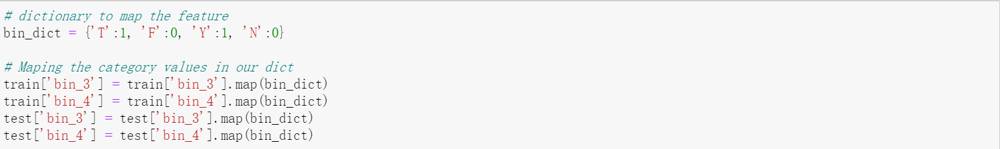 # dictionary to map the feature
bin_dict = {'T':1, 'F':0, 'Y':1, 'N':0}
# Maping the category values in our dict
train['bin_3'] = train['bin_3'].map(bin_dict)
train['bin_4'] = train['bin_4'].map(bin_dict)
test['bin_3'] = test['bin_3'].map(bin_dict)
test['bin_4'] = test['bin_4'].map(bin_dict)